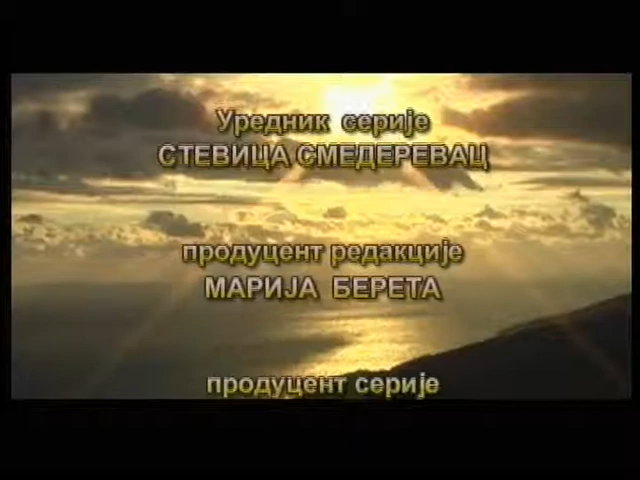 Уредник серије
СТЕВИЦА СМЕДЕРЕВАЦ
продуцент редакције
МАРИЈА БЕРЕТА
продуцент серије